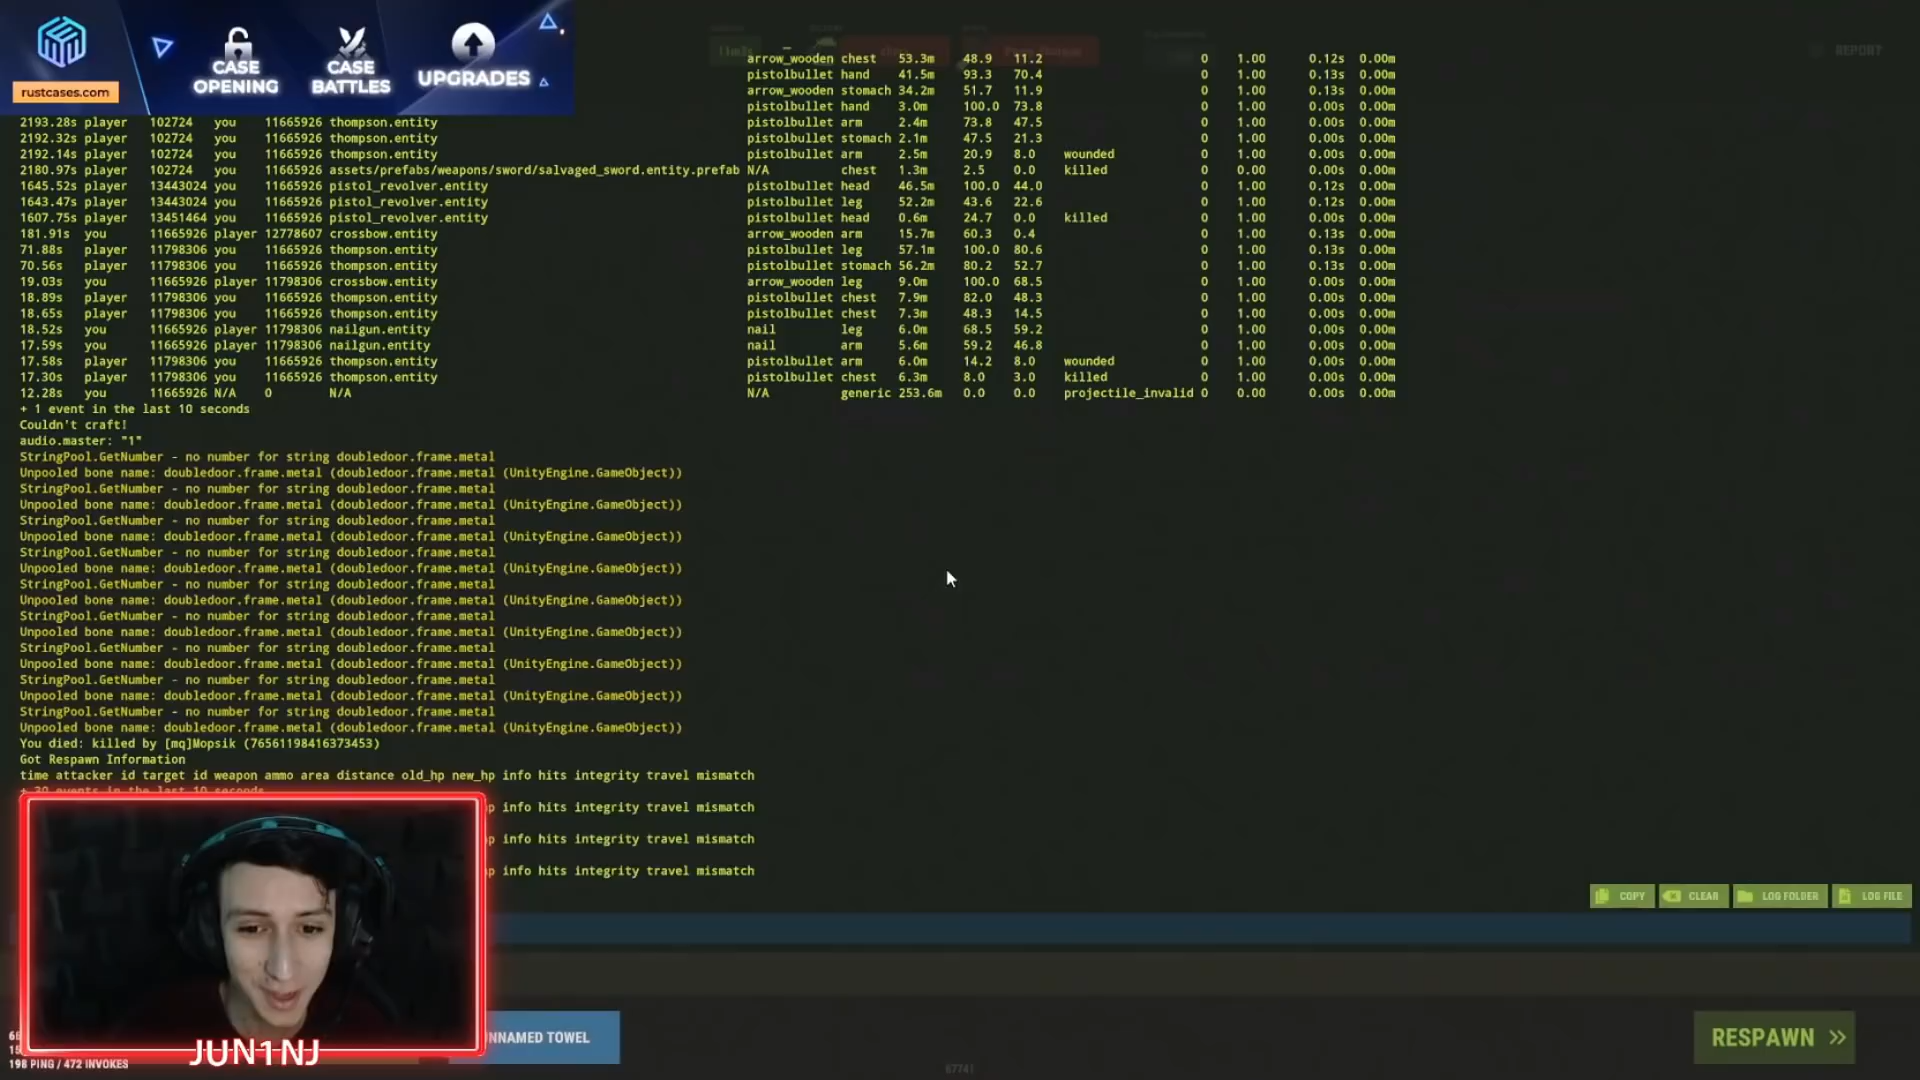 rustcases.com
CASE OPENING
CASE BATTLES
UPGRADES
REPORT
arrow_wooden chest 53.3m 48.9 11.2 0 1.00 0.12s 0.00m
pistolbullet hand 41.5m 93.3 70.4 0 1.00 0.13s 0.00m
arrow_wooden stomach 34.2m 51.7 11.9 0 1.00 0.13s 0.00m
pistolbullet hand 3.0m 100.0 73.8 0 1.00 0.00s 0.00m
2193.28s player 102724 you 11665926 thompson.entity pistolbullet arm 2.4m 73.8 47.5 0 1.00 0.00s 0.00m
2192.32s player 102724 you 11665926 thompson.entity pistolbullet stomach 2.1m 47.5 21.3 0 1.00 0.00s 0.00m
2192.14s player 102724 you 11665926 thompson.entity pistolbullet arm 2.5m 20.9 8.0 wounded 0 1.00 0.00s 0.00m
2180.97s player 102724 you 11665926 assets/prefabs/weapons/sword/salvaged_sword.entity.prefab N/A chest 1.3m 2.5 0.0 killed 0 1.00 0.00s 0.00m
1645.52s player 13443024 you 11665926 pistol_revolver.entity pistolbullet head 46.5m 100.0 44.0 0 1.00 0.12s 0.00m
1643.47s player 13443024 you 11665926 pistol_revolver.entity pistolbullet leg 52.2m 43.6 22.6 0 1.00 0.12s 0.00m
1607.75s player 13451464 you 11665926 pistol_revolver.entity pistolbullet head 0.6m 24.7 0.0 killed 0 1.00 0.00s 0.00m
181.91s you 11665926 player 12778607 crossbow.entity arrow_wooden arm 15.7m 60.3 0.4 0 1.00 0.13s 0.00m
71.88s player 11798306 you 11665926 thompson.entity pistolbullet leg 57.1m 100.0 80.6 0 1.00 0.13s 0.00m
70.56s player 11798306 you 11665926 thompson.entity pistolbullet stomach 56.2m 80.2 52.7 0 1.00 0.13s 0.00m
19.03s you 11665926 player 11798306 crossbow.entity arrow_wooden leg 9.0m 100.0 68.5 0 1.00 0.00s 0.00m
18.89s player 11798306 you 11665926 thompson.entity pistolbullet chest 7.9m 82.0 48.3 0 1.00 0.00s 0.00m
18.65s player 11798306 you 11665926 thompson.entity pistolbullet chest 7.3m 48.3 14.5 0 1.00 0.00s 0.00m
18.52s you 11665926 player 11798306 nailgun.entity nail leg 6.0m 68.5 59.2 0 1.00 0.00s 0.00m
17.59s you 11665926 player 11798306 nailgun.entity nail arm 5.6m 59.2 46.8 0 1.00 0.00s 0.00m
17.58s player 11798306 you 11665926 thompson.entity pistolbullet arm 6.0m 14.2 8.0 wounded 0 1.00 0.00s 0.00m
17.30s player 11798306 you 11665926 thompson.entity pistolbullet chest 6.3m 8.0 3.0 killed 0 1.00 0.00s 0.00m
12.28s you 11665926 N/A 0 N/A N/A generic 253.6m 0.0 0.0 projectile_invalid 0 0.00 0.00s 0.00m
+ 1 event in the last 10 seconds
Couldn't craft!
audio.master: "1"
StringPool.GetNumber - no number for string doubledoor.frame.metal
Unpooled bone name: doubledoor.frame.metal (doubledoor.frame.metal (UnityEngine.GameObject))
StringPool.GetNumber - no number for string doubledoor.frame.metal
Unpooled bone name: doubledoor.frame.metal (doubledoor.frame.metal (UnityEngine.GameObject))
StringPool.GetNumber - no number for string doubledoor.frame.metal
Unpooled bone name: doubledoor.frame.metal (doubledoor.frame.metal (UnityEngine.GameObject))
StringPool.GetNumber - no number for string doubledoor.frame.metal
Unpooled bone name: doubledoor.frame.metal (doubledoor.frame.metal (UnityEngine.GameObject))
StringPool.GetNumber - no number for string doubledoor.frame.metal
Unpooled bone name: doubledoor.frame.metal (doubledoor.frame.metal (UnityEngine.GameObject))
StringPool.GetNumber - no number for string doubledoor.frame.metal
Unpooled bone name: doubledoor.frame.metal (doubledoor.frame.metal (UnityEngine.GameObject))
StringPool.GetNumber - no number for string doubledoor.frame.metal
Unpooled bone name: doubledoor.frame.metal (doubledoor.frame.metal (UnityEngine.GameObject))
StringPool.GetNumber - no number for string doubledoor.frame.metal
Unpooled bone name: doubledoor.frame.metal (doubledoor.frame.metal (UnityEngine.GameObject))
StringPool.GetNumber - no number for string doubledoor.frame.metal
Unpooled bone name: doubledoor.frame.metal (doubledoor.frame.metal (UnityEngine.GameObject))
You died: killed by [mq]Mopsik (76561198416373453)
Got Respawn Information
time attacker id target id weapon ammo area distance old_hp new_hp info hits integrity travel mismatch
+ 30 events in the last 10 seconds
info hits integrity travel mismatch
info hits integrity travel mismatch
info hits integrity travel mismatch
COPY CLEAR LOG FOLDER LOG FILE
NNAMED TOWEL
RESPAWN
JUN1NJ
198 PING / 472 INVOKES
67741